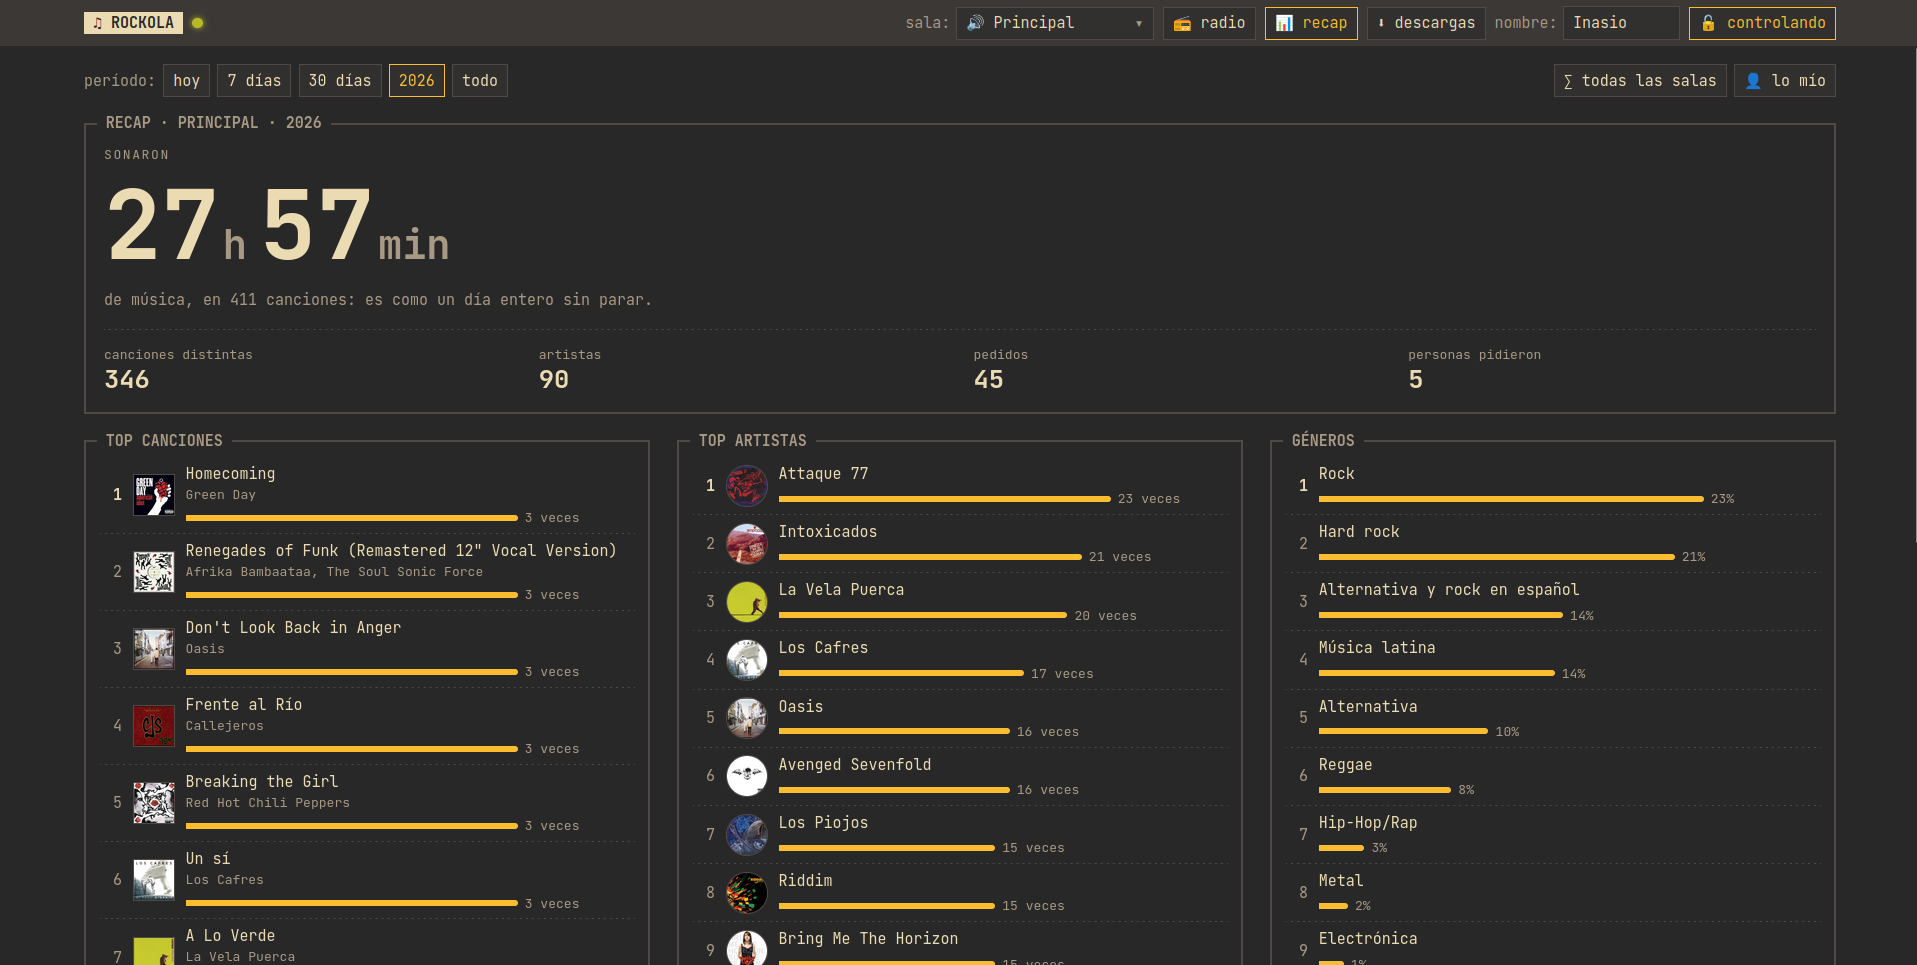 ♫ ROCKOLA
sala: 🔊 Principal ▾ 📻 radio 📊 recap ⬇ descargas nombre: Inasio 🔓 controlando
período: hoy 7 días 30 días 2026 todo ∑ todas las salas 👤 lo mío
RECAP · PRINCIPAL · 2026
SONARON
27h 57min
de música, en 411 canciones: es como un día entero sin parar.
canciones distintas
346
artistas
90
pedidos
45
personas pidieron
5
TOP CANCIONES
1 Homecoming
Green Day
3 veces
2 Renegades of Funk (Remastered 12" Vocal Version)
Afrika Bambaataa, The Soul Sonic Force
3 veces
3 Don't Look Back in Anger
Oasis
3 veces
4 Frente al Río
Callejeros
3 veces
5 Breaking the Girl
Red Hot Chili Peppers
3 veces
6 Un sí
Los Cafres
3 veces
7 A Lo Verde
La Vela Puerca
TOP ARTISTAS
1 Attaque 77
23 veces
2 Intoxicados
21 veces
3 La Vela Puerca
20 veces
4 Los Cafres
17 veces
5 Oasis
16 veces
6 Avenged Sevenfold
16 veces
7 Los Piojos
15 veces
8 Riddim
15 veces
9 Bring Me The Horizon
15 veces
GÉNEROS
1 Rock
23%
2 Hard rock
21%
3 Alternativa y rock en español
14%
4 Música latina
14%
5 Alternativa
10%
6 Reggae
8%
7 Hip-Hop/Rap
3%
8 Metal
2%
9 Electrónica
1%